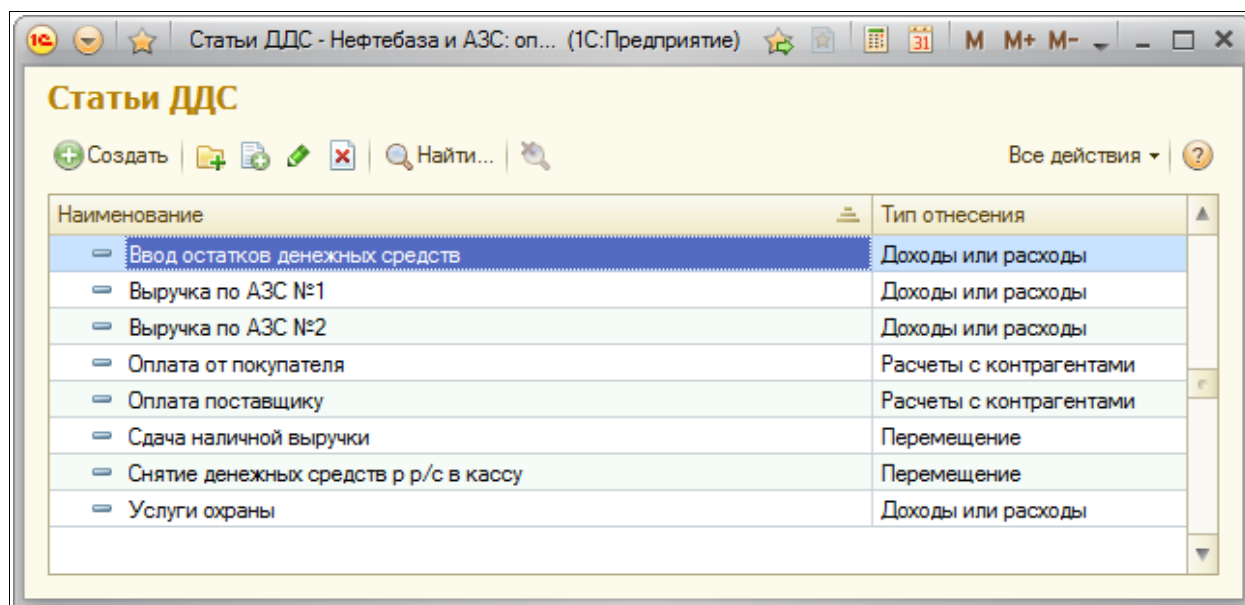 1С Статьи ДДС - Нефтебаза и АЗС: оп... (1С:Предприятие) 31 M M+ M-
Статьи ДДС
Создать Найти... Все действия ?
Наименование Тип отнесения
Ввод остатков денежных средств Доходы или расходы
Выручка по АЗС №1 Доходы или расходы
Выручка по АЗС №2 Доходы или расходы
Оплата от покупателя Расчеты с контрагентами
Оплата поставщику Расчеты с контрагентами
Сдача наличной выручки Перемещение
Снятие денежных средств р р/с в кассу Перемещение
Услуги охраны Доходы или расходы